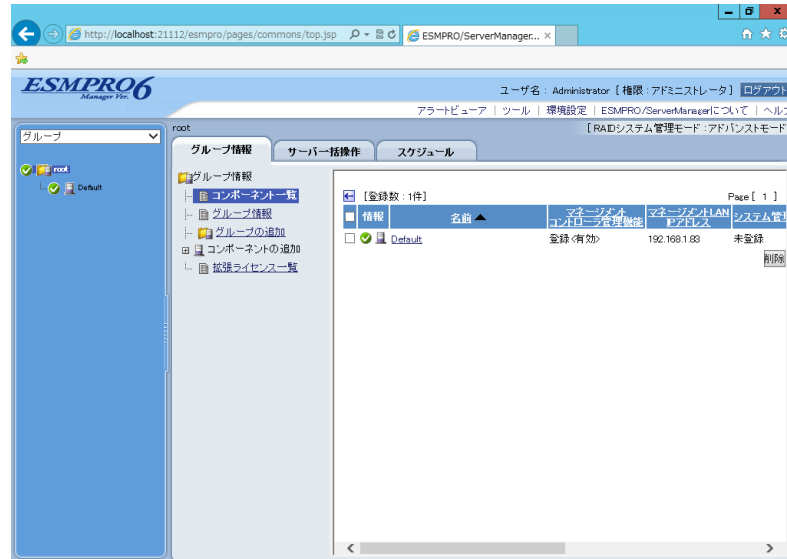 http://localhost:21112/esmpro/pages/commons/top.jsp
ESMPRO/ServerManager...
ESMPRO6
Manager Ver.
ユーザ名 : Administrator [ 権限 : アドミニストレータ ] ログアウト
アラートビューア | ツール | 環境設定 | ESMPRO/ServerManagerについて | ヘル
グループ
root
[ RAIDシステム管理モード : アドバンストモード
グループ情報 サーバー括操作 スケジュール
root
Default
グループ情報
コンポーネント一覧
グループ情報
グループの追加
コンポーネントの追加
拡張ライセンス一覧
[登録数 : 1件] Page [ 1 ]
情報 名前 マネージメントコントローラ管理機能 マネージメントLAN IPアドレス システム管理
Default 登録<有効> 192.168.1.83 未登録
削除